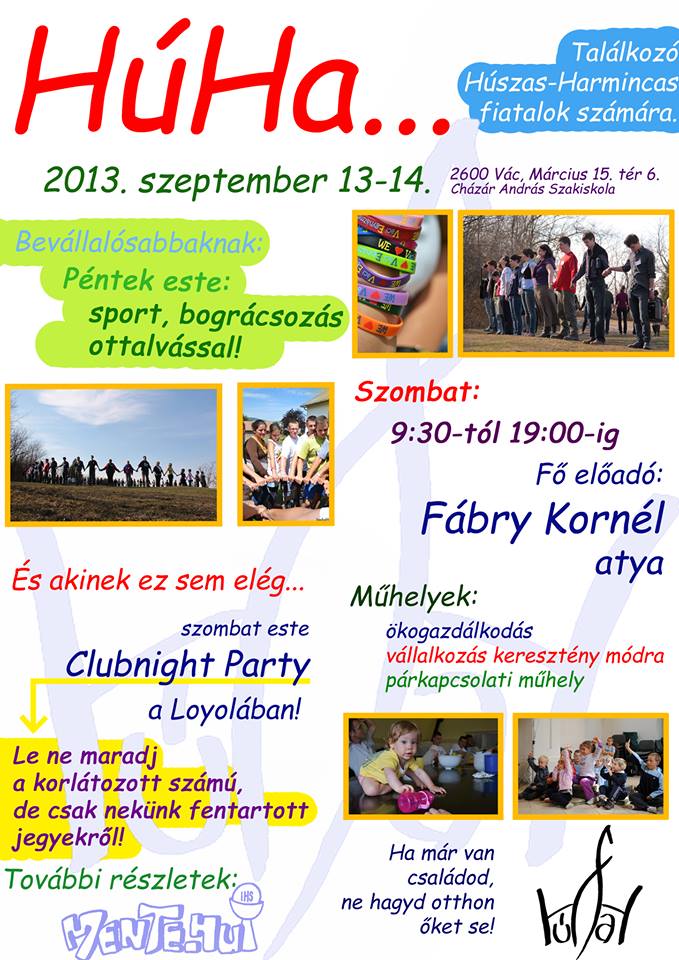 HúHa...
Találkozó
Húszas-Harmincas
fiatalok számára.
2013. szeptember 13-14.
2600 Vác, Március 15. tér 6.
Cházár András Szakiskola
Bevállalósabbaknak:
Péntek este:
sport, bográcsozás
ottalvással!
WE
Szombat:
9:30-tól 19:00-ig
Fő előadó:
Fábry Kornél
atya
És akinek ez sem elég...
szombat este
Clubnight Party
a Loyolában!
Le ne maradj
a korlátozott számú,
de csak nekünk fentartott
jegyekről!
Műhelyek:
ökogazdálkodás
vállalkozás keresztény módra
párkapcsolati műhely
Ha már van
családod,
ne hagyd otthon
őket se!
További részletek:
IHS
MENTE.HU
HúHa